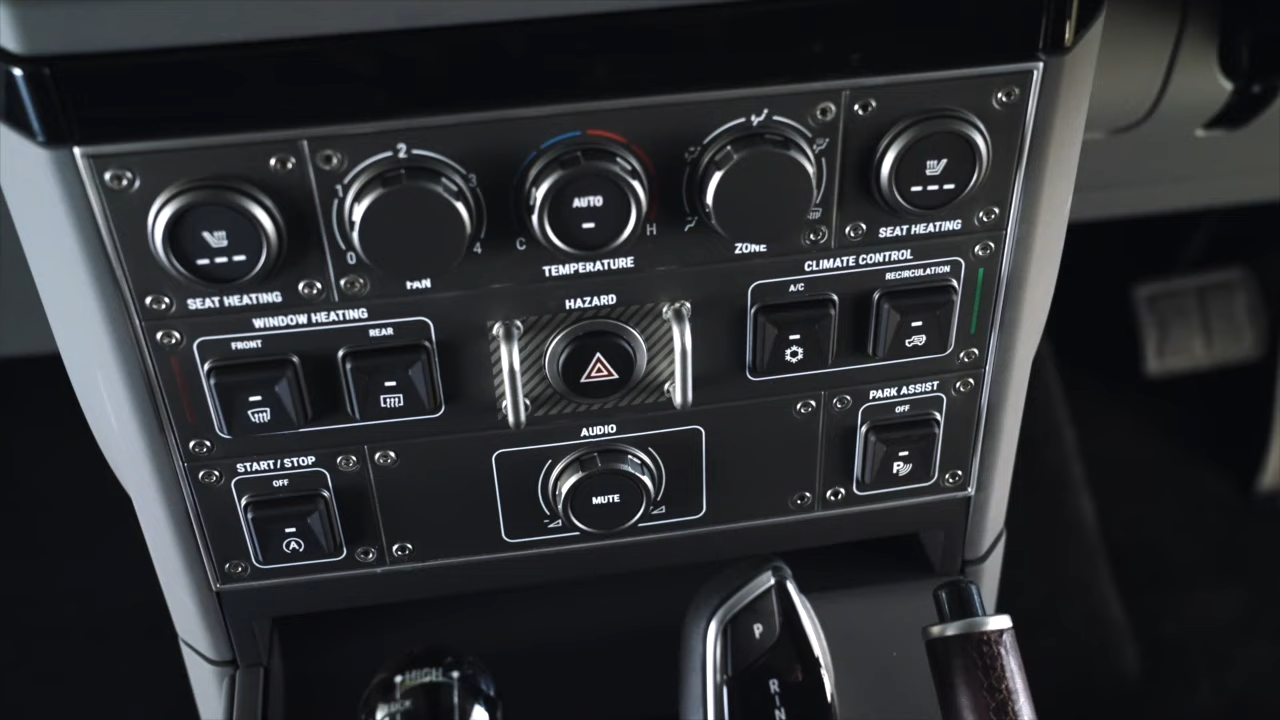 2
1
3
0
4
FAN
AUTO
C
H
TEMPERATURE
ZONE
SEAT HEATING
SEAT HEATING
WINDOW HEATING
FRONT
REAR
HAZARD
CLIMATE CONTROL
A/C
RECIRCULATION
START / STOP
OFF
A
AUDIO
MUTE
PARK ASSIST
OFF
P
HIGH
P
R
N